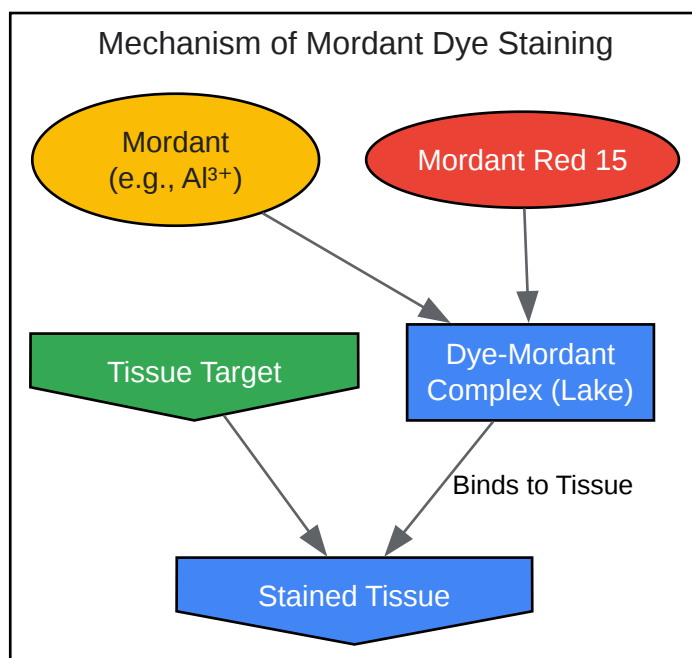 Mechanism of Mordant Dye Staining
Mordant
(e.g., Al³⁺)
Mordant Red 15
Tissue Target
Dye-Mordant
Complex (Lake)
Binds to Tissue
Stained Tissue